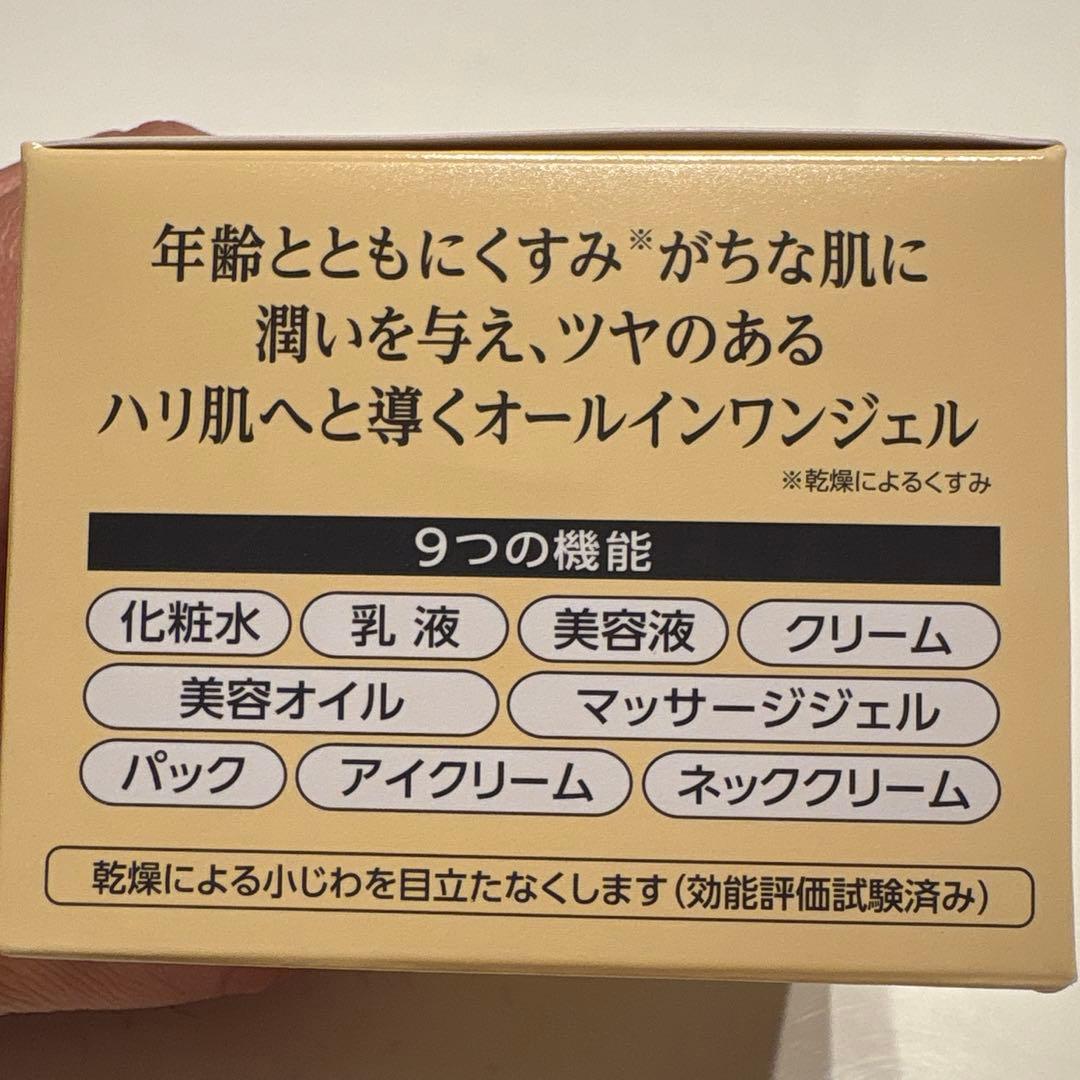 年齢とともにくすみ※がちな肌に
潤いを与え、ツヤのある
ハリ肌へと導くオールインワンジェル
※乾燥によるくすみ
9つの機能
化粧水 乳液 美容液 クリーム
美容オイル マッサージジェル
パック アイクリーム ネッククリーム
乾燥による小じわを目立たなくします(効能評価試験済み)